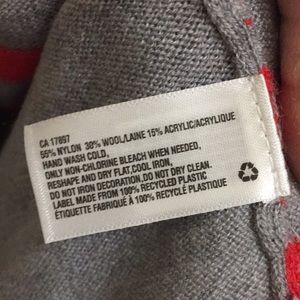 CA 17897
55% NYLON 30% WOOL/LAINE 15% ACRYLIC/ACRYLIQUE
HAND WASH COLD,
ONLY NON-CHLORINE BLEACH WHEN NEEDED,
RESHAPE AND DRY FLAT, COOL IRON,
DO NOT IRON DECORATION, DO NOT DRY CLEAN.
LABEL MADE FROM 100% RECYCLED PLASTIC
ÉTIQUETTE FABRIQUÉ À 100% RECYCLÉ PLASTIQUE